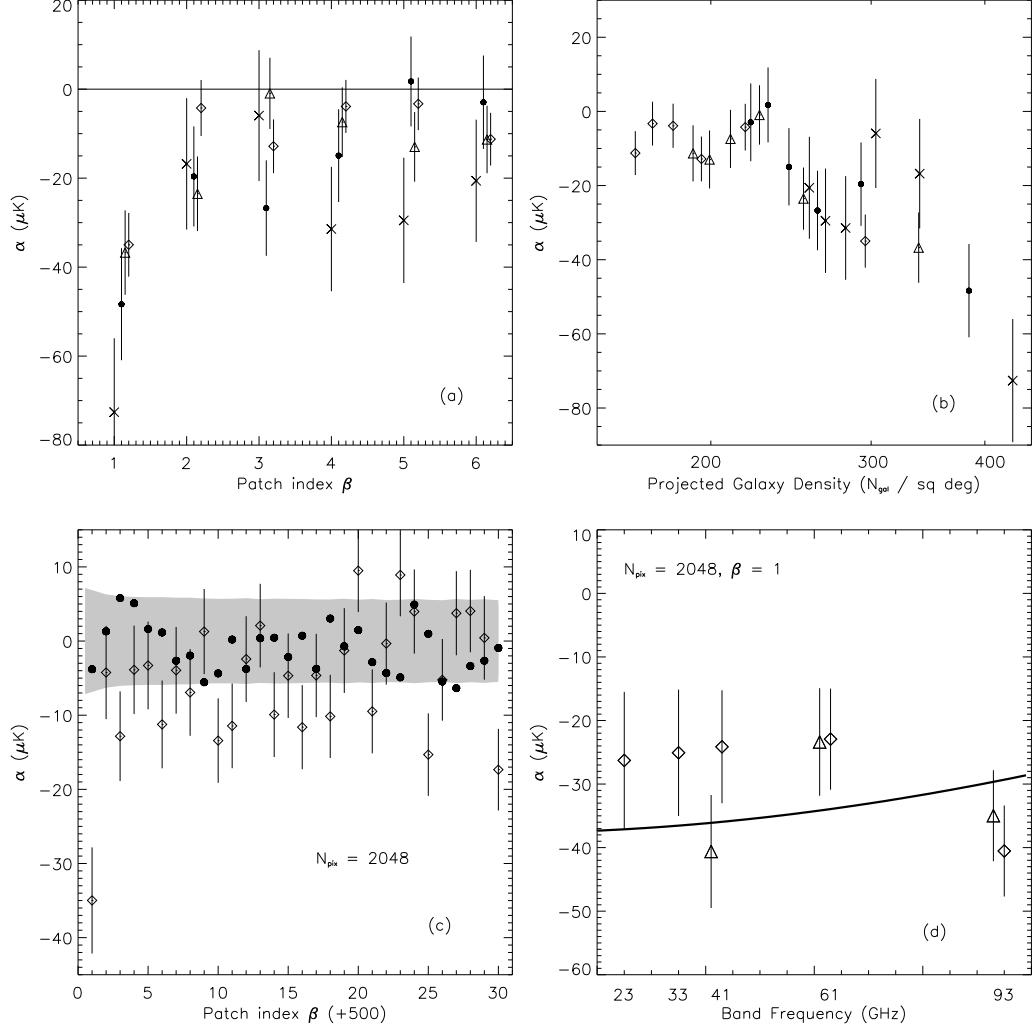 20
0
−20
−40
−60
−80
α (μK)
(a)
1 2 3 4 5 6
Patch index β
20
0
−20
−40
−60
−80
α (μK)
(b)
200 300 400
Projected Galaxy Density (Ngal / sq deg)
10
0
−10
−20
−30
−40
α (μK)
Npix = 2048
(c)
0 5 10 15 20 25 30
Patch index β (+500)
10
0
−10
−20
−30
−40
−50
−60
α (μK)
Npix = 2048, β = 1
(d)
23 33 41 61 93
Band Frequency (GHz)